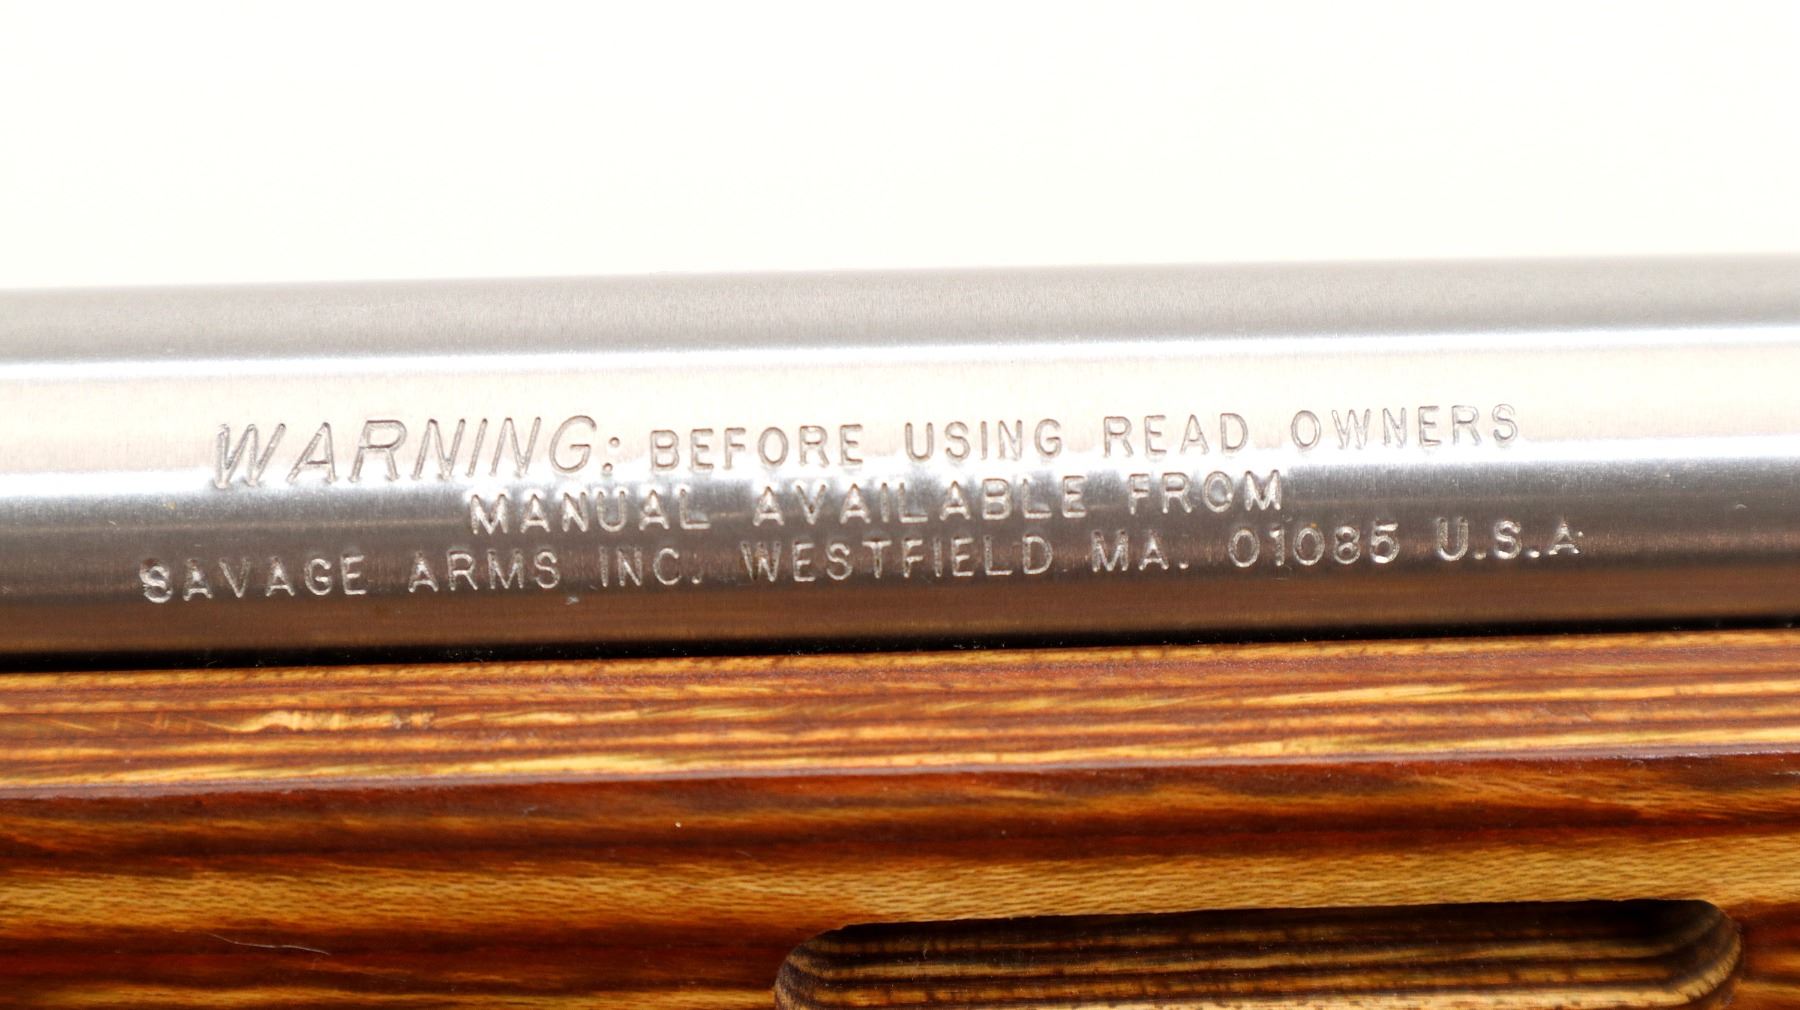 WARNING: BEFORE USING READ OWNERS
MANUAL AVAILABLE FROM
SAVAGE ARMS INC. WESTFIELD MA. 01085 U.S.A